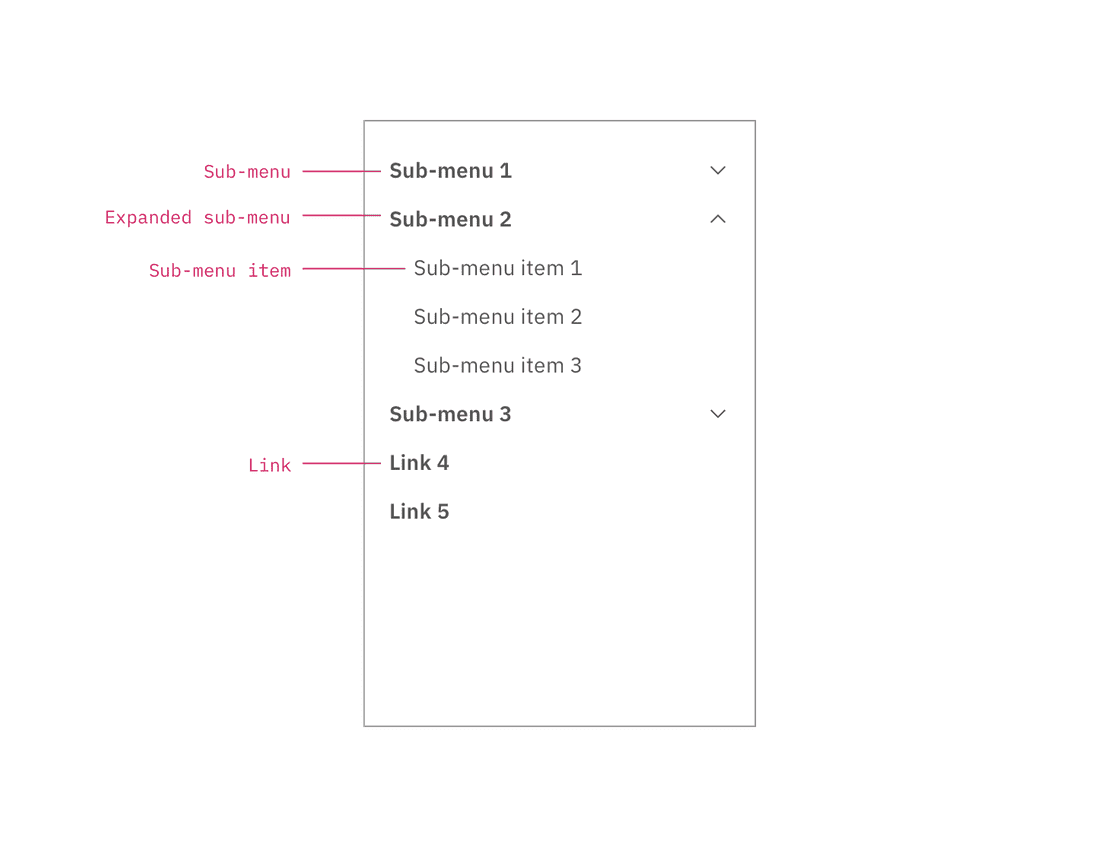 Sub-menu
Sub-menu 1
Expanded sub-menu
Sub-menu 2
Sub-menu item
Sub-menu item 1
Sub-menu item 2
Sub-menu item 3
Sub-menu 3
Link
Link 4
Link 5